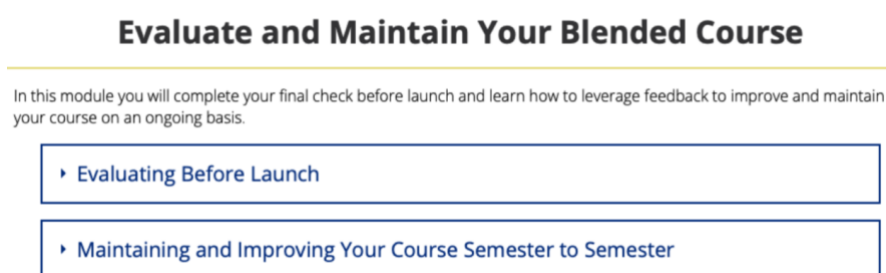 Evaluate and Maintain Your Blended Course
In this module you will complete your final check before launch and learn how to leverage feedback to improve and maintain
your course on an ongoing basis.
Evaluating Before Launch
Maintaining and Improving Your Course Semester to Semester